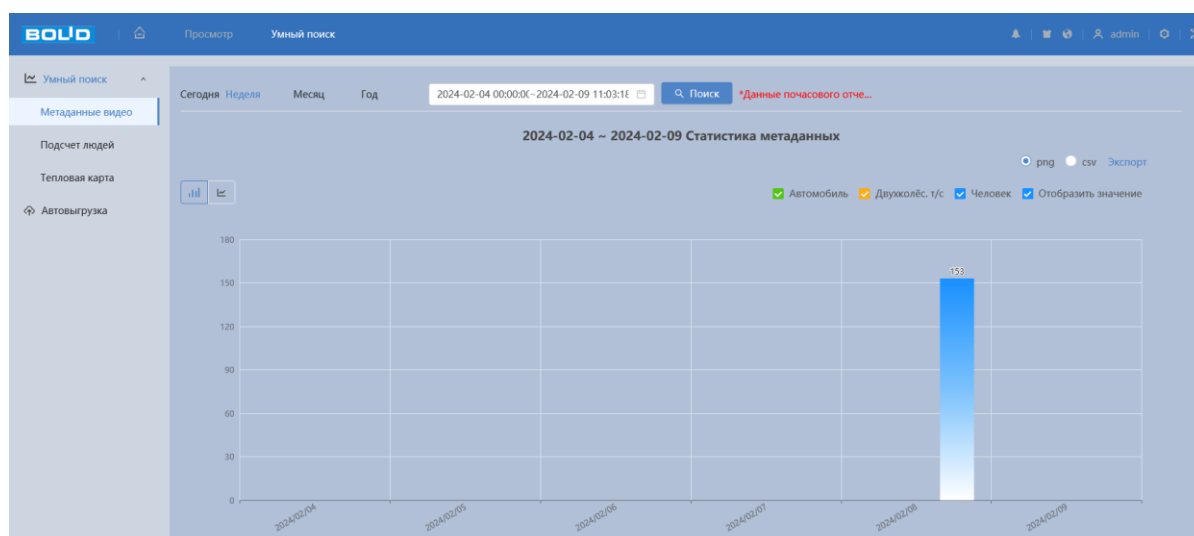 BOLID Просмотр Умный поиск admin
Умный поиск
Метаданные видео
Подсчет людей
Тепловая карта
Автовыгрузка
Сегодня Неделя Месяц Год 2024-02-04 00:00:0(~2024-02-09 11:03:18 Поиск *Данные почасового отче...
2024-02-04 ~ 2024-02-09 Статистика метаданных
png csv Экспорт
Автомобиль Двухколёс. т/с Человек Отобразить значение
180
153
150
120
90
60
30
0
2024/02/04 2024/02/05 2024/02/06 2024/02/07 2024/02/08 2024/02/09